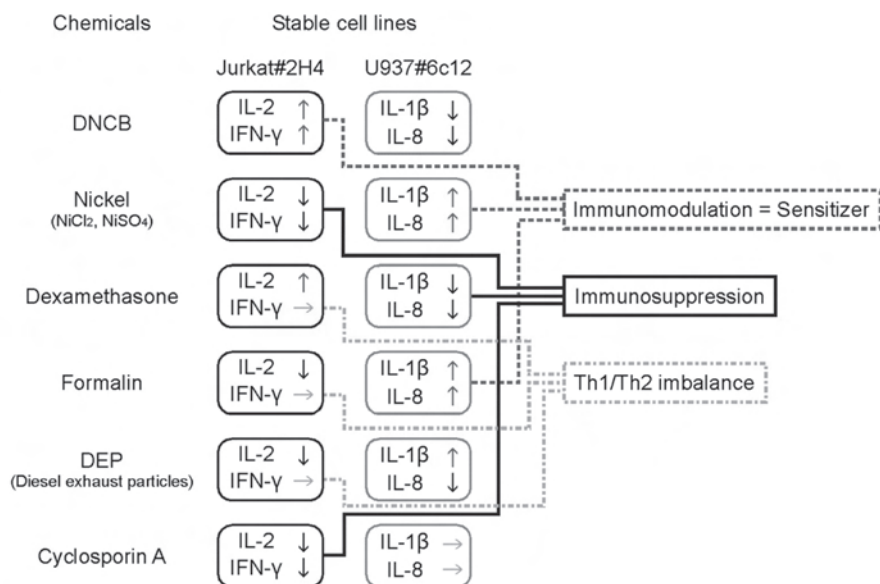 Chemicals Stable cell lines
Jurkat#2H4 U937#6c12
DNCB
IL-2 ↑
IFN-γ ↑
IL-1β ↓
IL-8 ↓
Nickel
(NiCl₂, NiSO₄)
IL-2 ↓
IFN-γ ↓
IL-1β ↑
IL-8 ↑
Immunomodulation = Sensitizer
Dexamethasone
IL-2 ↑
IFN-γ →
IL-1β ↓
IL-8 ↓
Immunosuppression
Formalin
IL-2 ↓
IFN-γ →
IL-1β ↑
IL-8 ↑
Th1/Th2 imbalance
DEP
(Diesel exhaust particles)
IL-2 ↓
IFN-γ →
IL-1β ↑
IL-8 ↓
Cyclosporin A
IL-2 ↓
IFN-γ ↓
IL-1β →
IL-8 →